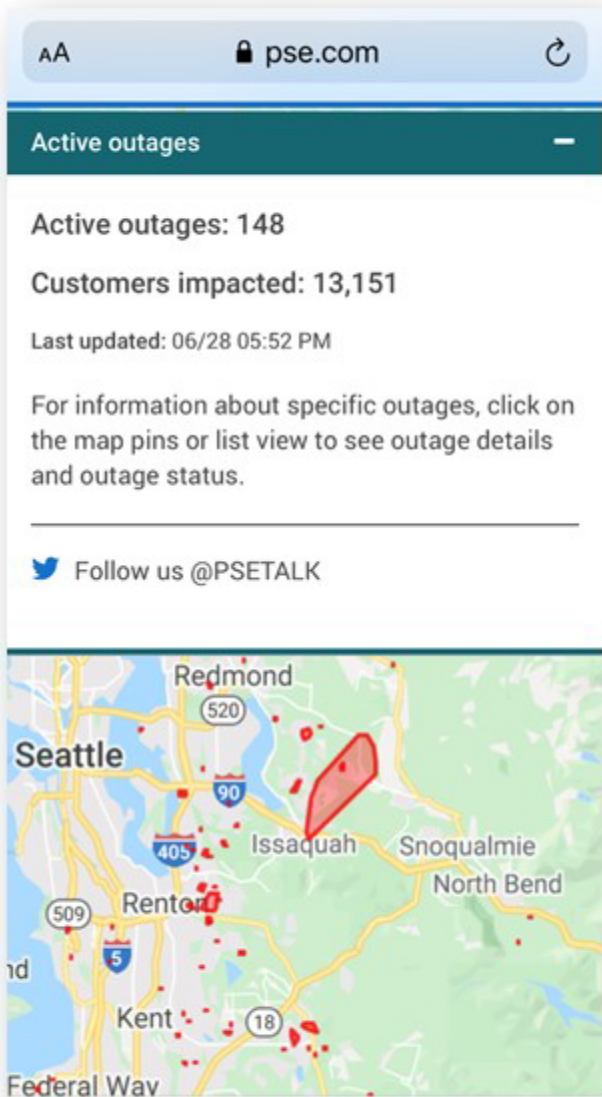 AA pse.com
Active outages
Active outages: 148
Customers impacted: 13,151
Last updated: 06/28 05:52 PM
For information about specific outages, click on
the map pins or list view to see outage details
and outage status.
Follow us @PSETALK
Redmond
520
Seattle
90
405
Issaquah
Snoqualmie
North Bend
Renton
509
5
nd
Kent
18
Federal Way